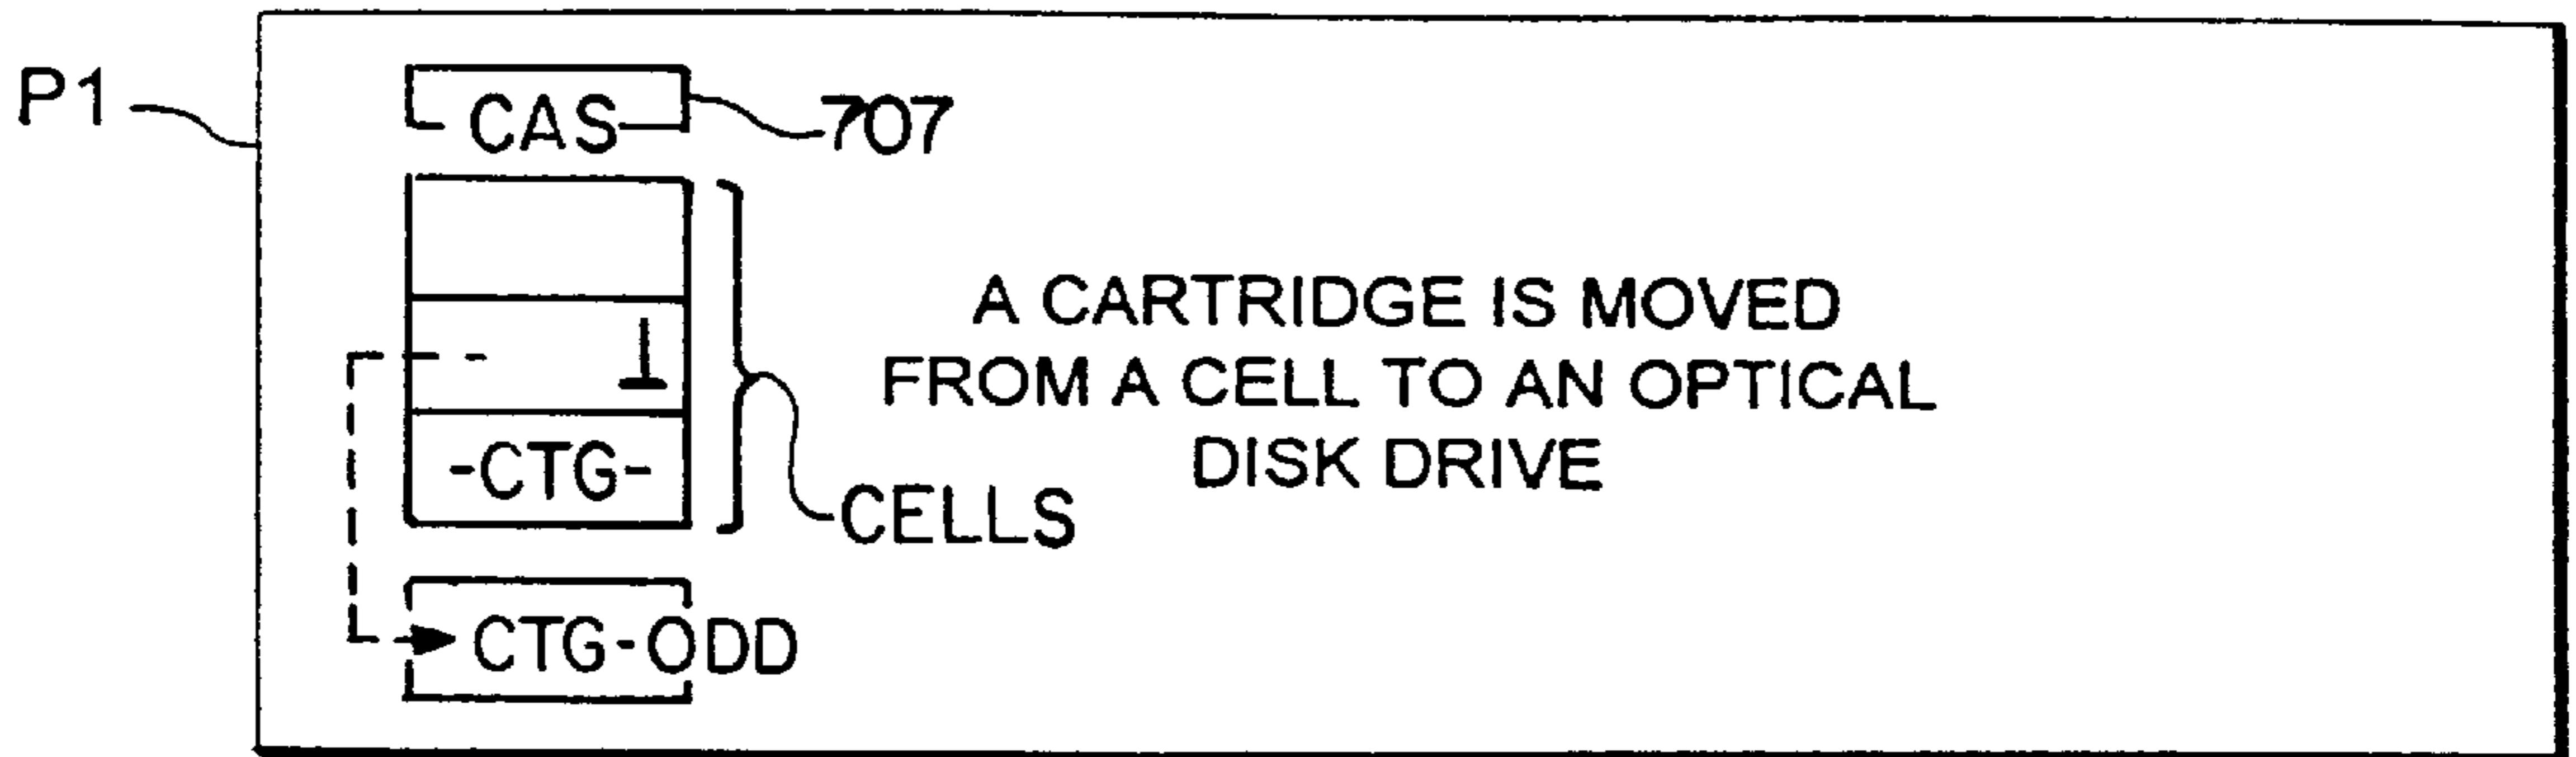 P1
CAS
707
A CARTRIDGE IS MOVED
FROM A CELL TO AN OPTICAL
DISK DRIVE
-CTG-
CELLS
CTG-ODD